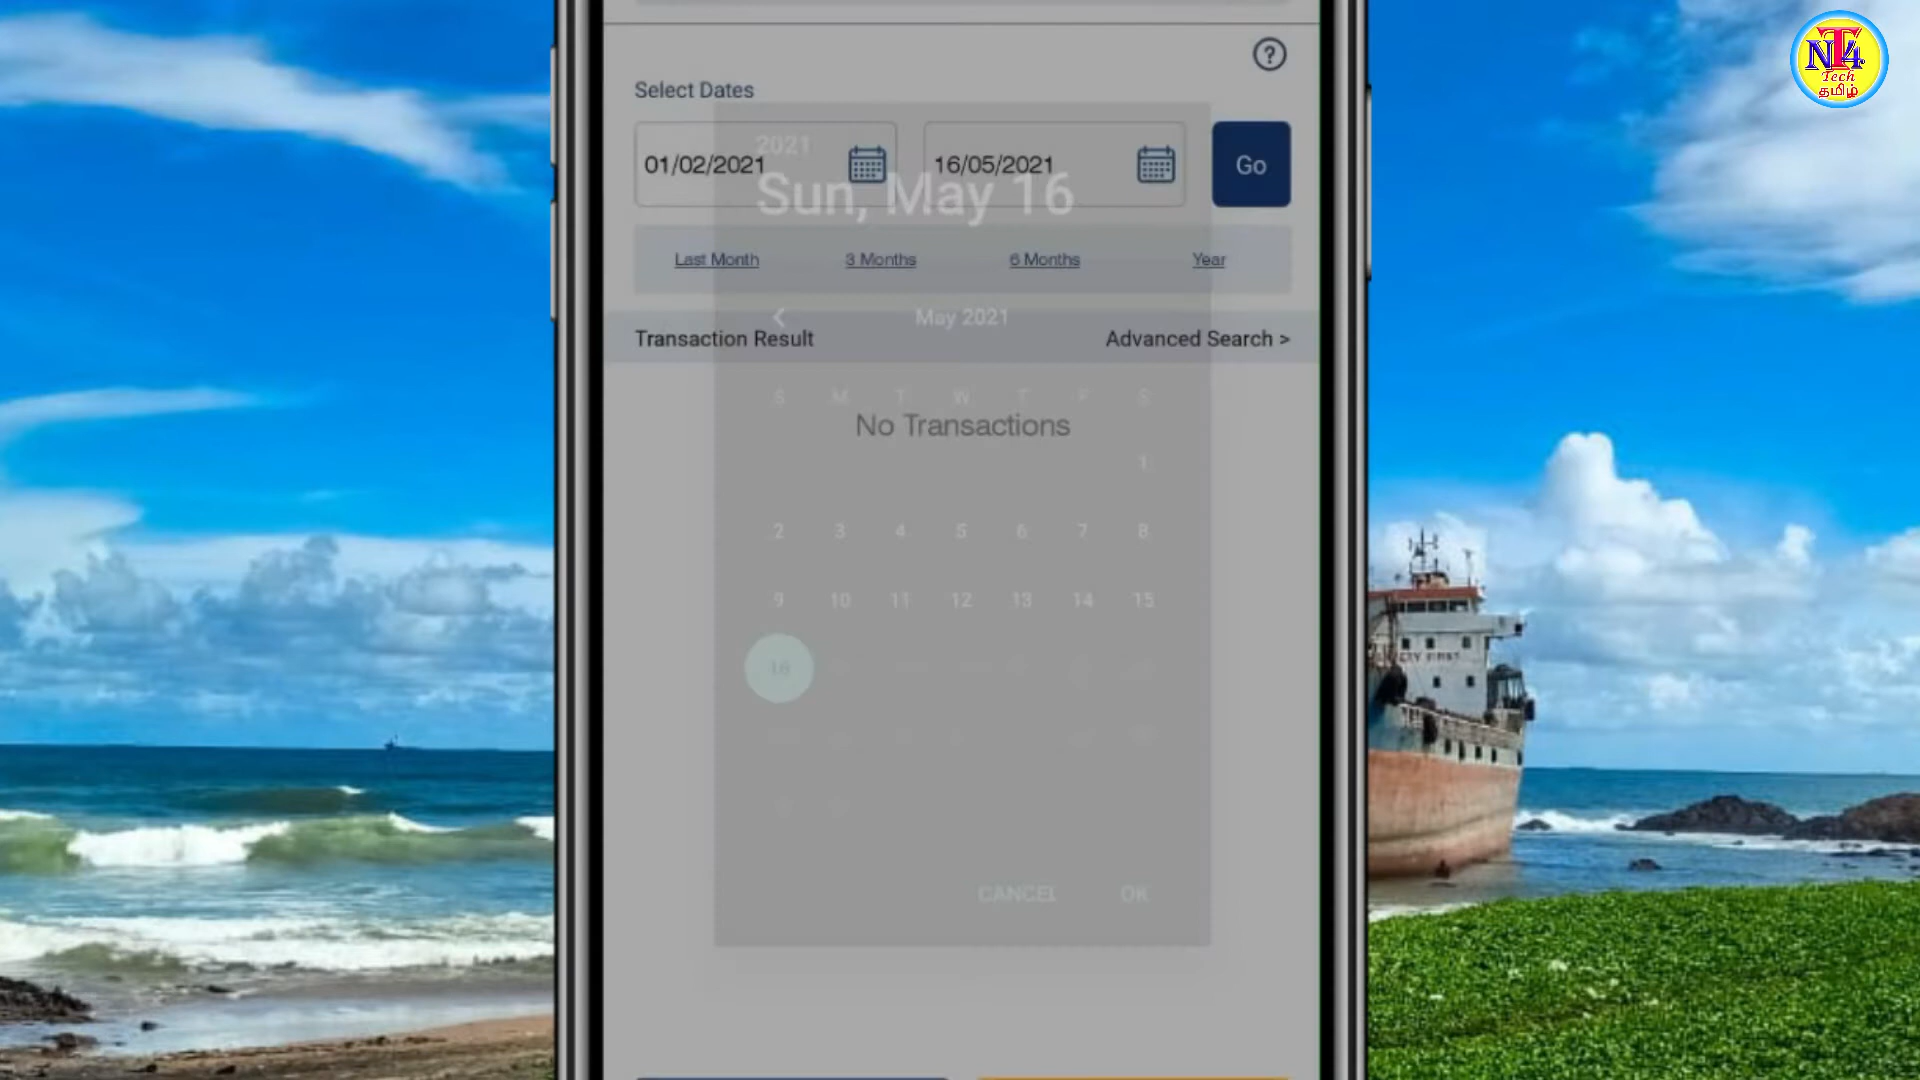 NT4
Tech
தமிழ்
Select Dates
01/02/2021
16/05/2021
Go
2021
Sun, May 16
Last Month 3 Months 6 Months Year
May 2021
Transaction Result
Advanced Search >
S M T W T F S
No Transactions
1
2 3 4 5 6 7 8
9 10 11 12 13 14 15
16
CANCEL OK